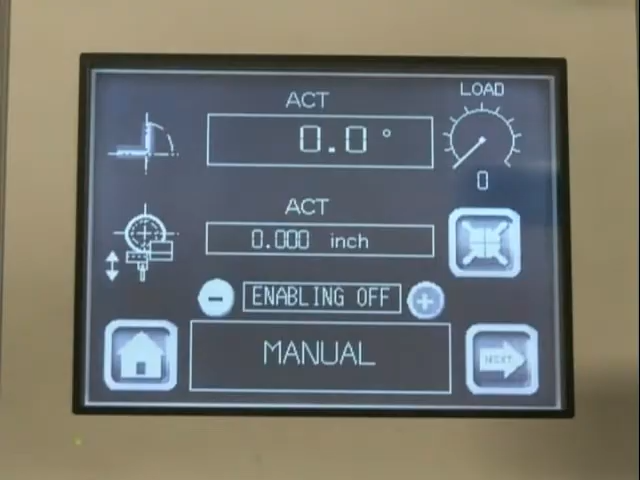 ACT
LOAD
0.0 °
0
ACT
0.000 inch
- ENABLING OFF +
MANUAL
NEXT